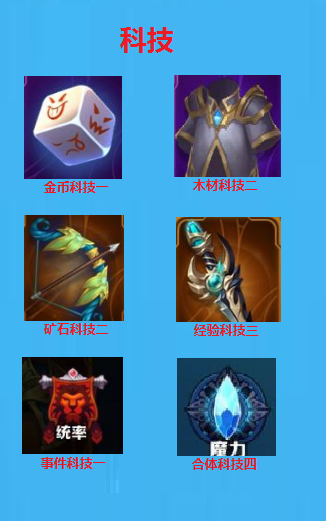 科技
金币科技一
木材科技二
矿石科技二
经验科技三
统率
魔力
事件科技一
合体科技四